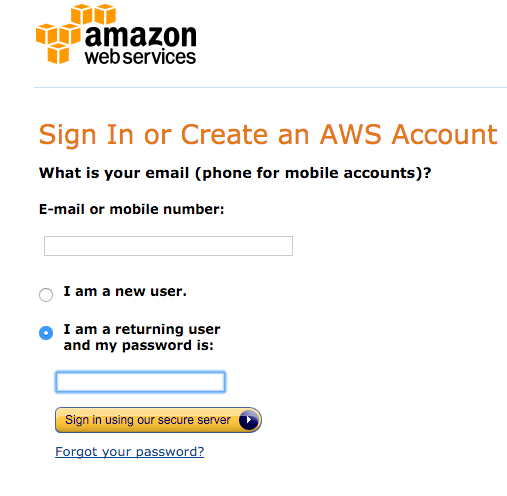 amazon
webservices
Sign In or Create an AWS Account
What is your email (phone for mobile accounts)?
E-mail or mobile number:
I am a new user.
I am a returning user
and my password is:
Sign in using our secure server
Forgot your password?